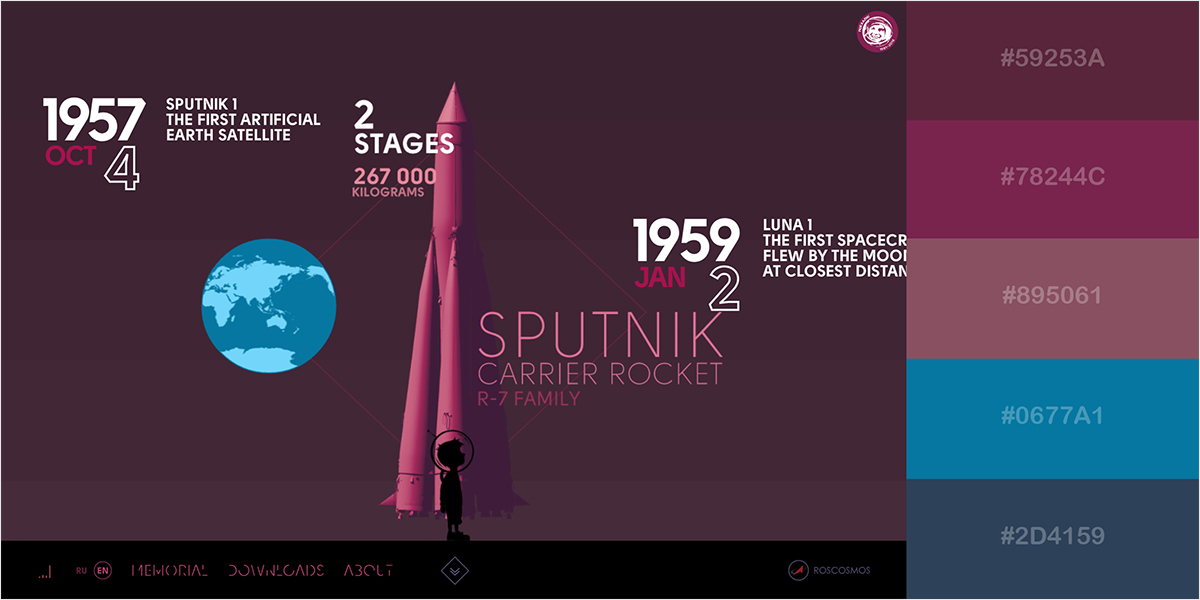 1957
OCT 4
SPUTNIK 1
THE FIRST ARTIFICIAL
EARTH SATELLITE
2
STAGES
267 000
KILOGRAMS
1959
JAN 2
LUNA 1
THE FIRST SPACECR
FLEW BY THE MOO
AT CLOSEST DISTAN
SPUTNIK
CARRIER ROCKET
R-7 FAMILY
RU EN MEMORIAL DOWNLOADS ABOUT
ROSCOSMOS
#59253A
#78244C
#895061
#0677A1
#2D4159